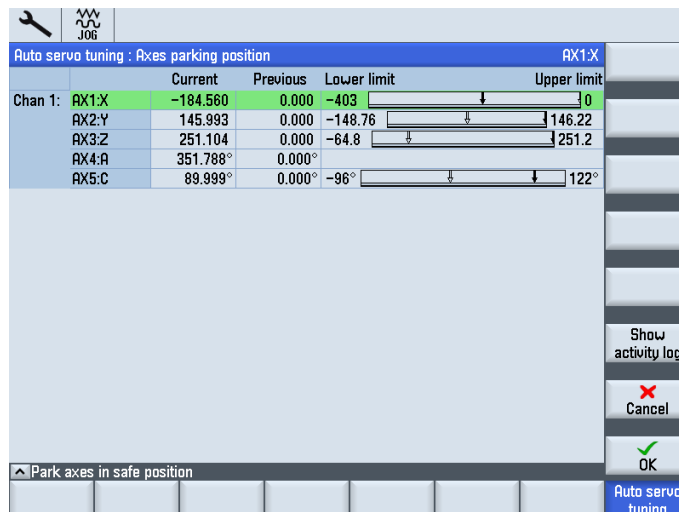 JOG
Auto servo tuning : Axes parking position AX1:X
Current Previous Lower limit Upper limit
Chan 1: AX1:X -184.560 0.000 -403 0
AX2:Y 145.993 0.000 -148.76 146.22
AX3:Z 251.104 0.000 -64.8 251.2
AX4:A 351.788° 0.000°
AX5:C 89.999° 0.000° -96° 122°
Show
activity log
Cancel
OK
Park axes in safe position
Auto servo
tuning